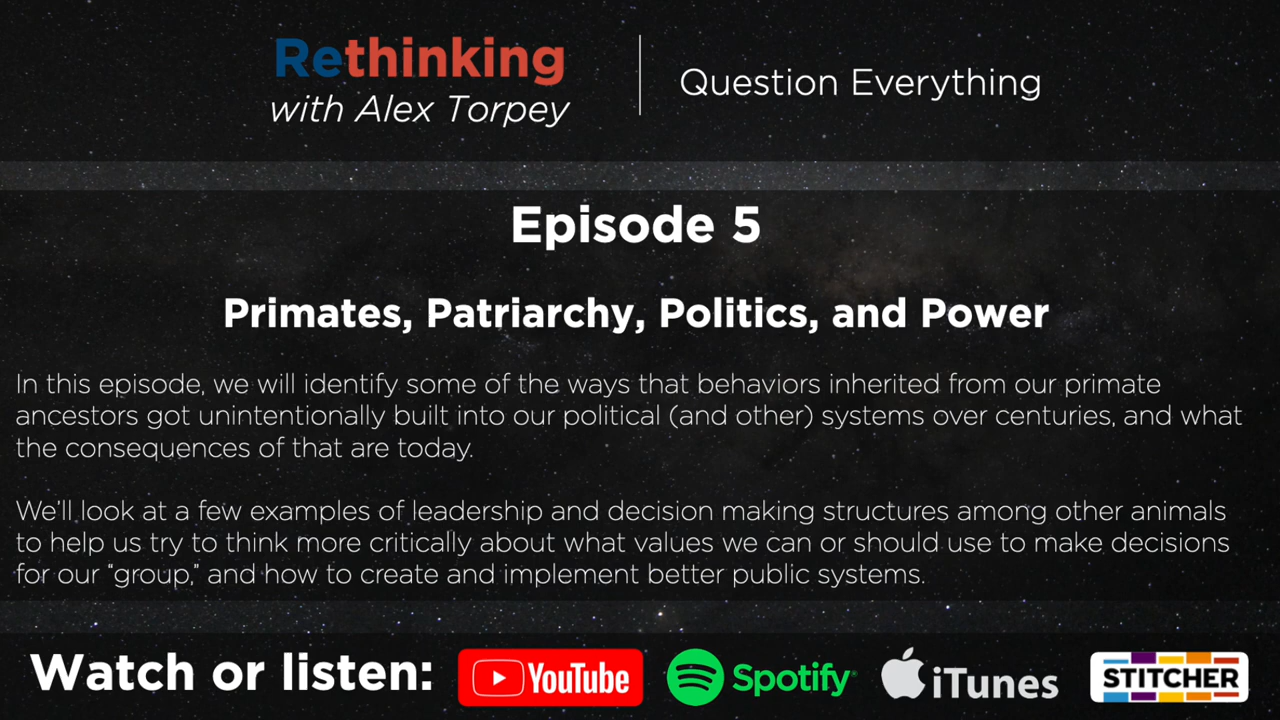 Rethinking
with Alex Torpey
Question Everything
Episode 5
Primates, Patriarchy, Politics, and Power
In this episode, we will identify some of the ways that behaviors inherited from our primate
ancestors got unintentionally built into our political (and other) systems over centuries, and what
the consequences of that are today.
We'll look at a few examples of leadership and decision making structures among other animals
to help us try to think more critically about what values we can or should use to make decisions
for our “group,” and how to create and implement better public systems.
Watch or listen:
YouTube
Spotify
iTunes
STITCHER